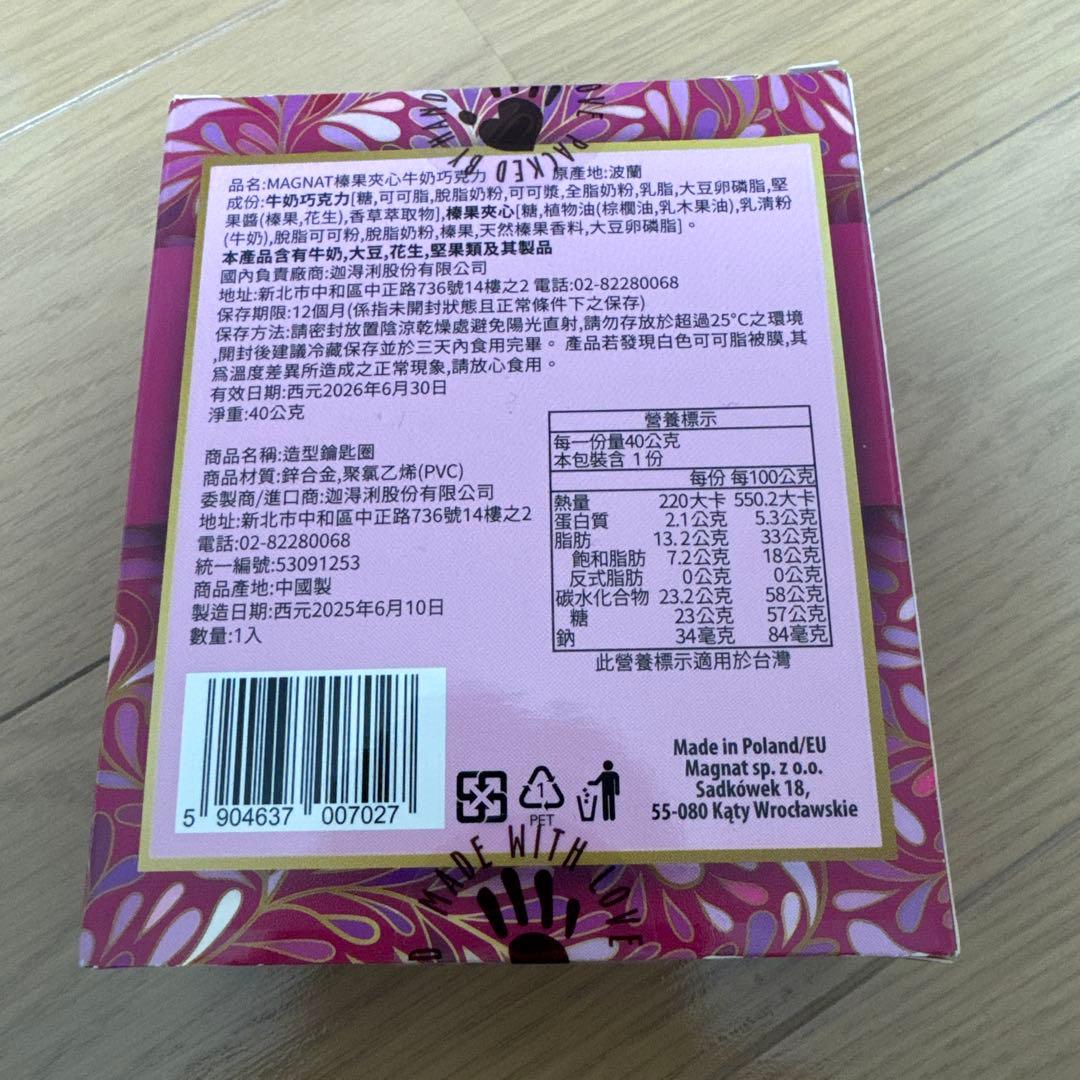 LOVE PACKED BY HAND
品名:MAGNAT榛果夾心牛奶巧克力 原產地:波蘭
成份:牛奶巧克力[糖,可可脂,脫脂奶粉,可可漿,全脂奶粉,乳脂,大豆卵磷脂,堅
果醬(榛果,花生),香草萃取物],榛果夾心[糖,植物油(棕櫚油,乳木果油),乳清粉
(牛奶),脫脂可可粉,脫脂奶粉,榛果,天然榛果香料,大豆卵磷脂]。
本產品含有牛奶,大豆,花生,堅果類及其製品
國內負責廠商:迦淂浰股份有限公司
地址:新北市中和區中正路736號14樓之2 電話:02-82280068
保存期限:12個月(係指未開封狀態且正常條件下之保存)
保存方法:請密封放置陰涼乾燥處避免陽光直射,請勿存放於超過25°C之環境
,開封後建議冷藏保存並於三天內食用完畢。 產品若發現白色可可脂被膜,其
為溫度差異所造成之正常現象,請放心食用。
有效日期:西元2026年6月30日
淨重:40公克
商品名稱:造型鑰匙圈
商品材質:鋅合金,聚氯乙烯(PVC)
委製商/進口商:迦淂浰股份有限公司
地址:新北市中和區中正路736號14樓之2
電話:02-82280068
統一編號:53091253
商品產地:中國製
製造日期:西元2025年6月10日
數量:1入
營養標示
每一份量40公克
本包裝含 1份
每份 每100公克
熱量 220大卡 550.2大卡
蛋白質 2.1公克 5.3公克
脂肪 13.2公克 33公克
飽和脂肪 7.2公克 18公克
反式脂肪 0公克 0公克
碳水化合物 23.2公克 58公克
糖 23公克 57公克
鈉 34毫克 84毫克
此營養標示適用於台灣
5 904637 007027
1
PET
Made in Poland/EU
Magnat sp. z o.o.
Sadkówek 18,
55-080 Kąty Wrocławskie
MADE WITH LOVE